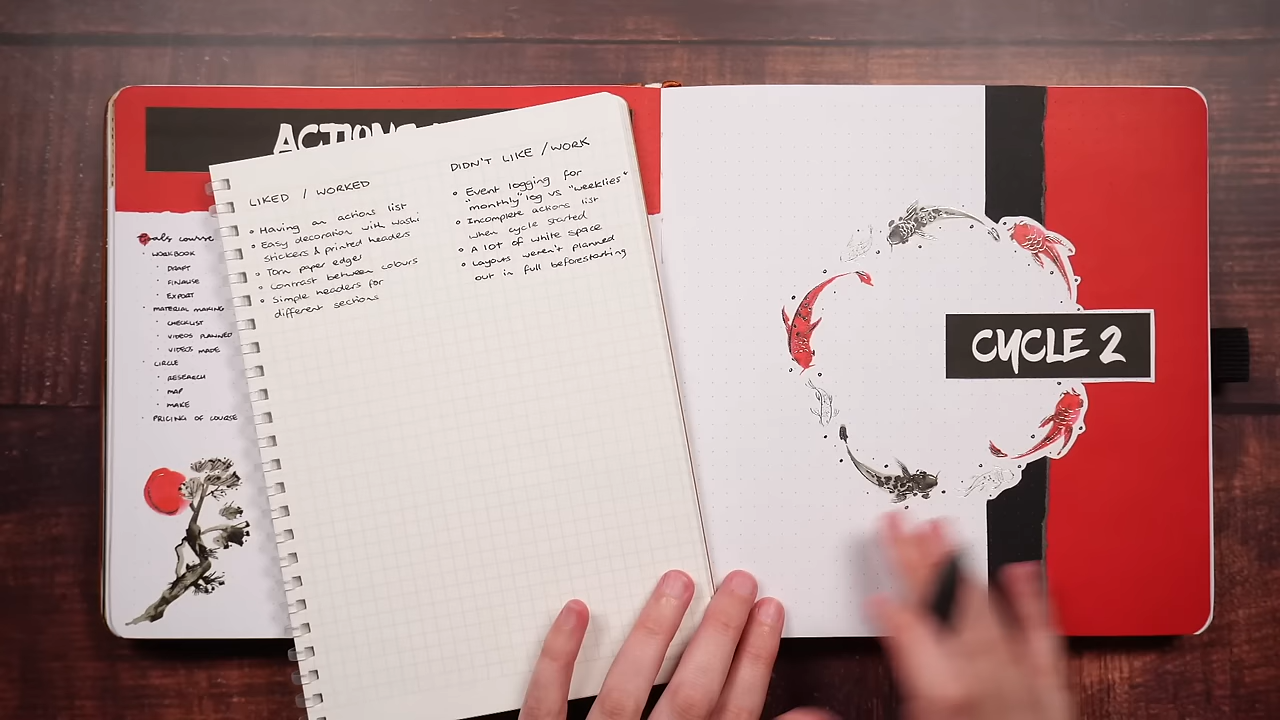 ACTIONS
Goals course
WORKBOOK
DRAFT
FINALISE
EXPORT
MATERIAL MAKING
CHECKLIST
VIDEOS PLANNED
VIDEOS MADE
CIRCLE
RESEARCH
MAP
MAKE
PRICING OF COURSE
LIKED / WORKED
Having an actions list
Easy decoration with washi
stickers & printed headers
Torn paper edge!
Contrast between colours
Simple headers for
different sections
DIDN'T LIKE / WORK
Event logging for
"monthly" log vs "weeklies"
Incomplete actions list
when cycle started
A lot of white space
Layouts weren't planned
out in full beforestarting
CYCLE 2